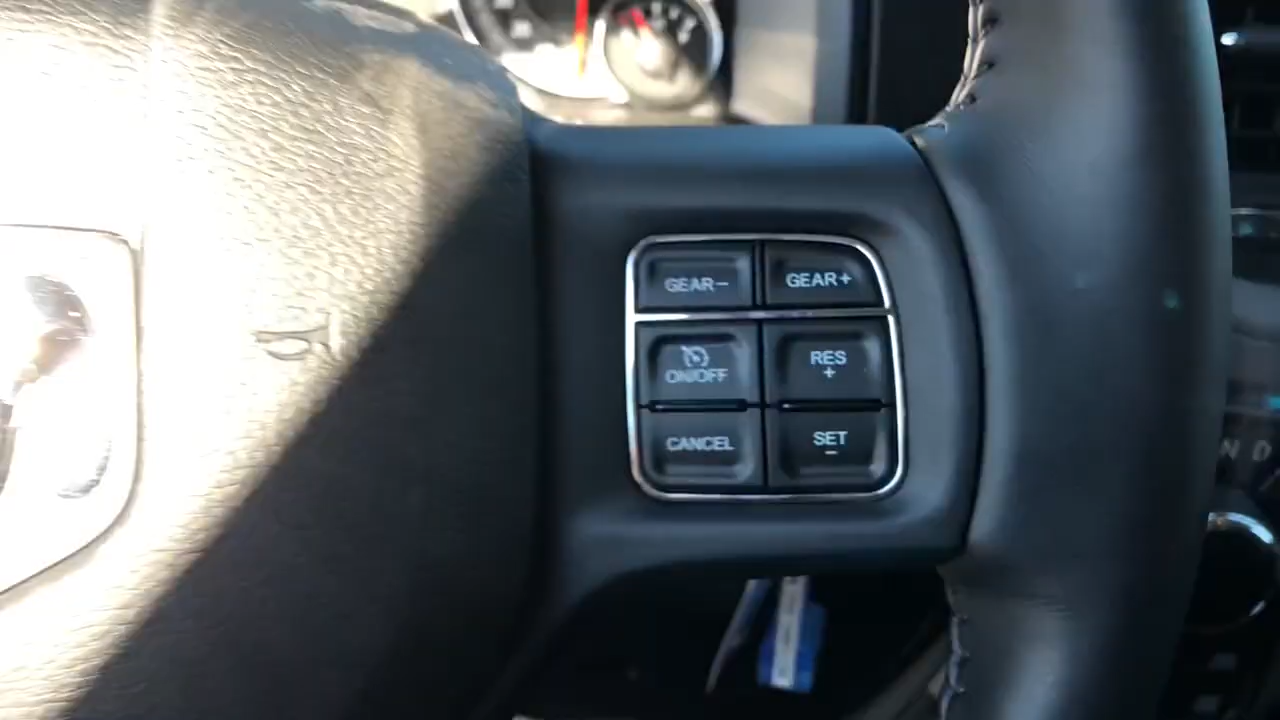 GEAR− GEAR+
ON/OFF
RES
+
CANCEL
SET
−
N D